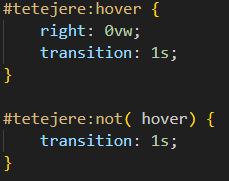 #tetejere:hover {
    right: 0vw;
    transition: 1s;
}

#tetejere:not( hover) {
    transition: 1s;
}